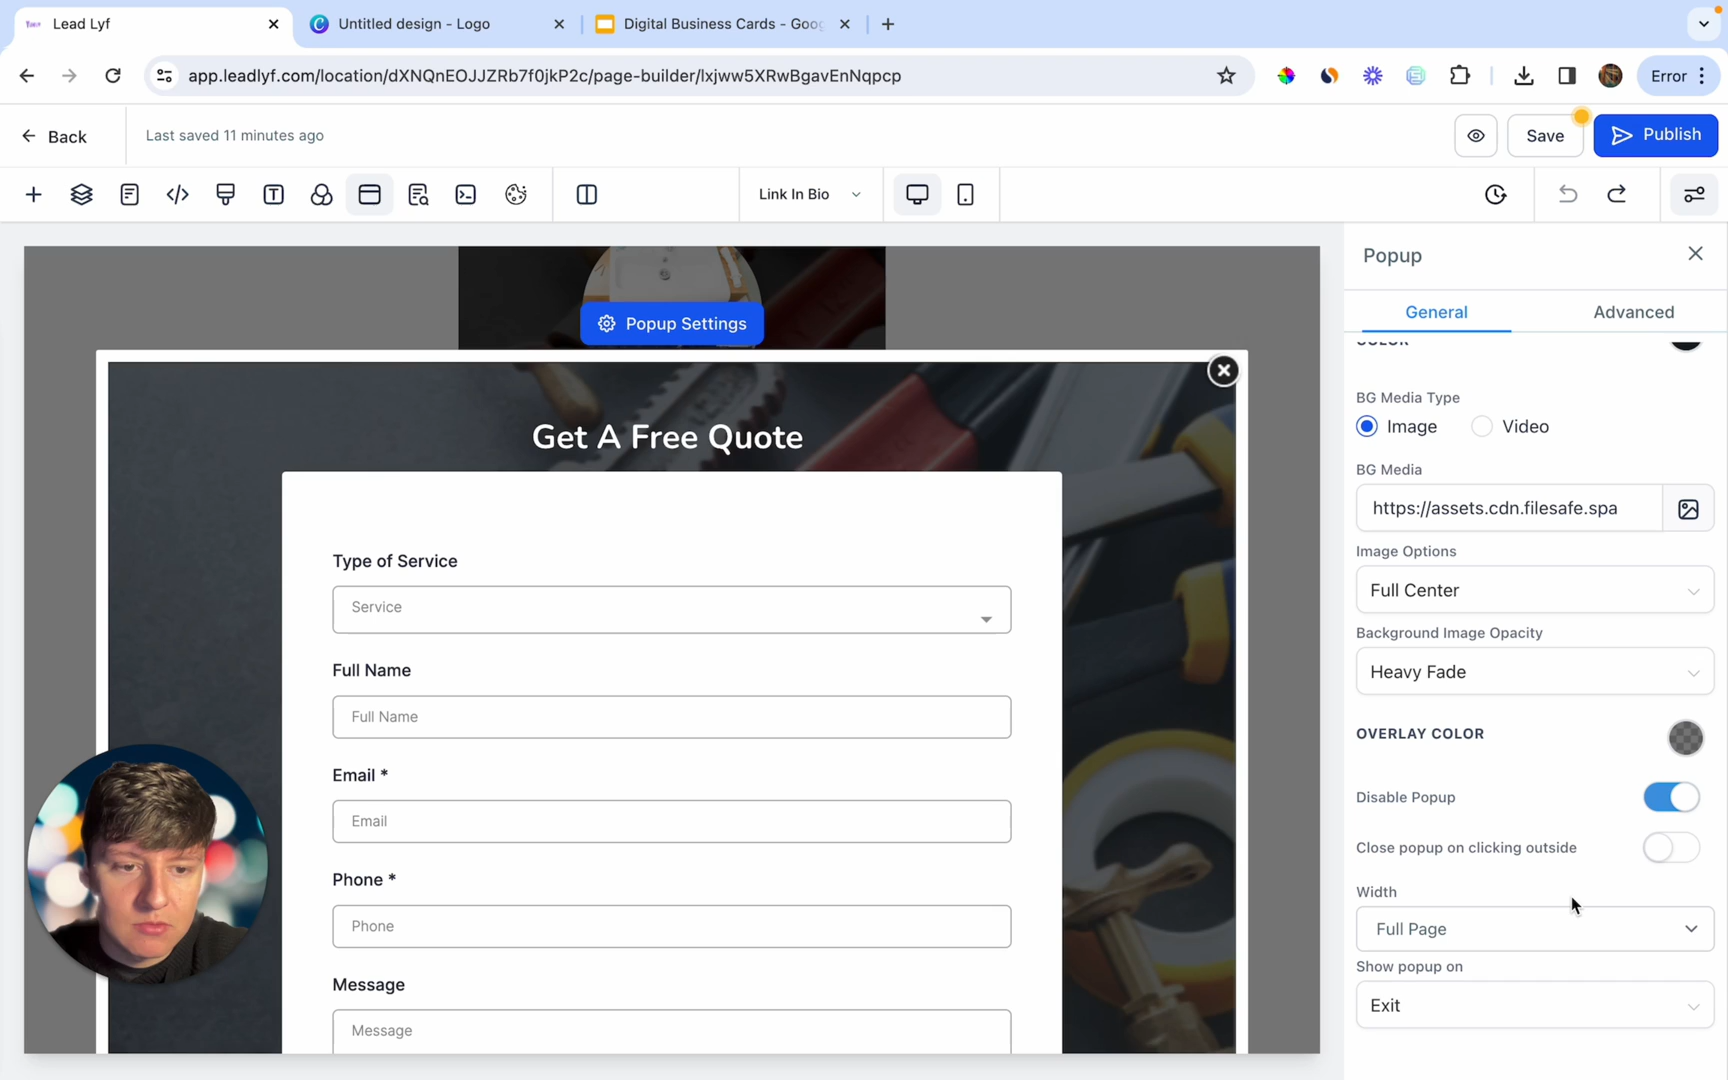 Lead Lyf
Untitled design - Logo
Digital Business Cards - Goog
app.leadlyf.com/location/dXNQnEOJJZRb7f0jkP2c/page-builder/lxjww5XRwBgavEnNqpcp
Error
Back
Last saved 11 minutes ago
Save
Publish
Link In Bio
Popup
General
Advanced
COLOR
BG Media Type
Image
Video
BG Media
https://assets.cdn.filesafe.spa
Image Options
Full Center
Background Image Opacity
Heavy Fade
OVERLAY COLOR
Disable Popup
Close popup on clicking outside
Width
Full Page
Show popup on
Exit
Popup Settings
Get A Free Quote
Type of Service
Service
Full Name
Full Name
Email *
Email
Phone *
Phone
Message
Message